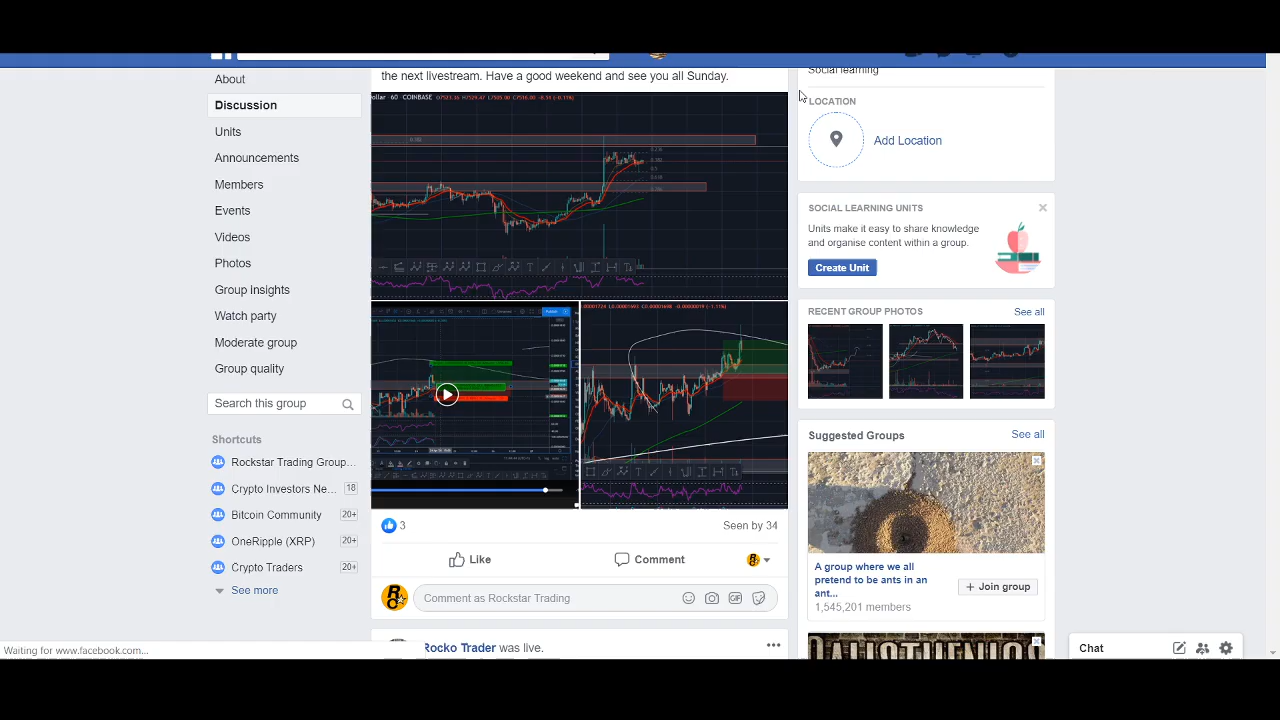 About
Discussion
Units
Announcements
Members
Events
Videos
Photos
Group insights
Watch party
Moderate group
Group quality
Search this group
Shortcuts
Rockstar Trading Group...
Crypto Investors Ne... 18
Bitcoin Community 20+
OneRipple (XRP) 20+
Crypto Traders 20+
See more
the next livestream. Have a good weekend and see you all Sunday.
3
Seen by 34
Like
Comment
Comment as Rockstar Trading
GIF
Rocko Trader was live.
Social learning
LOCATION
Add Location
SOCIAL LEARNING UNITS
Units make it easy to share knowledge
and organise content within a group.
Create Unit
RECENT GROUP PHOTOS
See all
Suggested Groups
See all
A group where we all
pretend to be ants in an
ant...
+ Join group
1,545,201 members
Chat
Waiting for www.facebook.com...